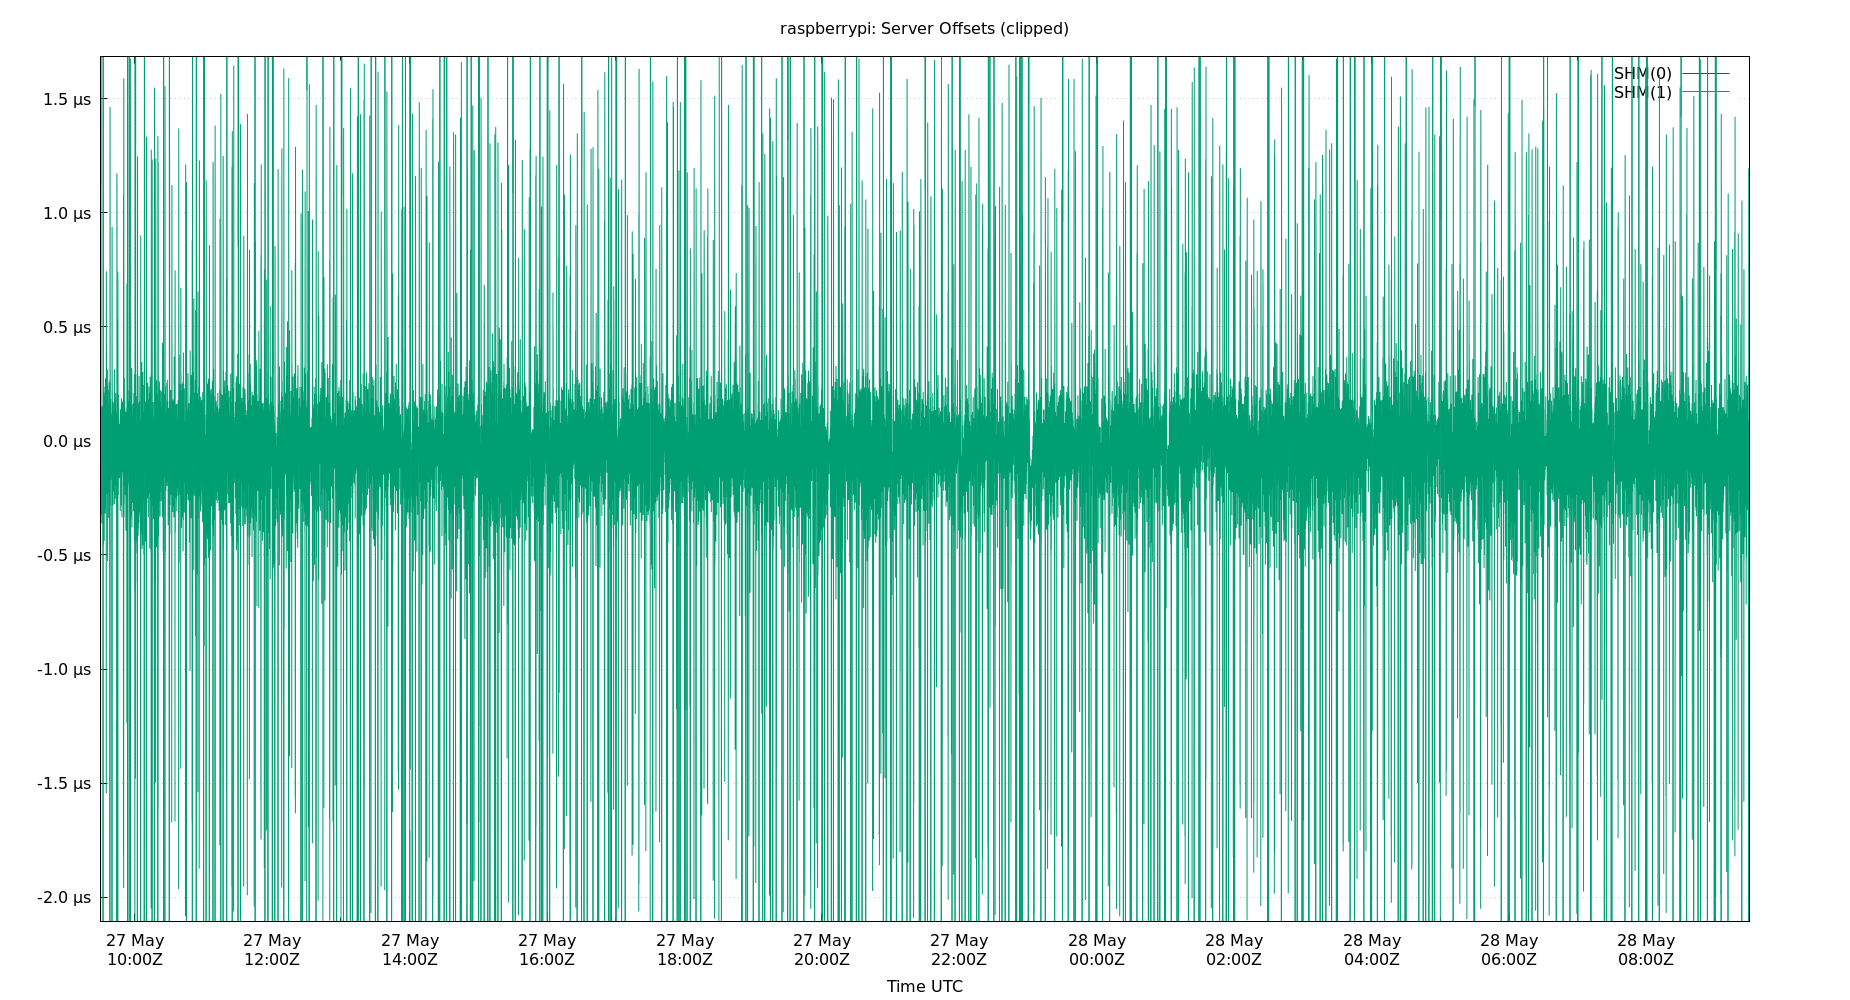 raspberrypi: Server Offsets (clipped)
SHM(0)
SHM(1)
1.5 µs
1.0 µs
0.5 µs
0.0 µs
-0.5 µs
-1.0 µs
-1.5 µs
-2.0 µs
27 May 27 May 27 May 27 May 27 May 27 May 27 May 28 May 28 May 28 May 28 May 28 May
10:00Z 12:00Z 14:00Z 16:00Z 18:00Z 20:00Z 22:00Z 00:00Z 02:00Z 04:00Z 06:00Z 08:00Z
Time UTC